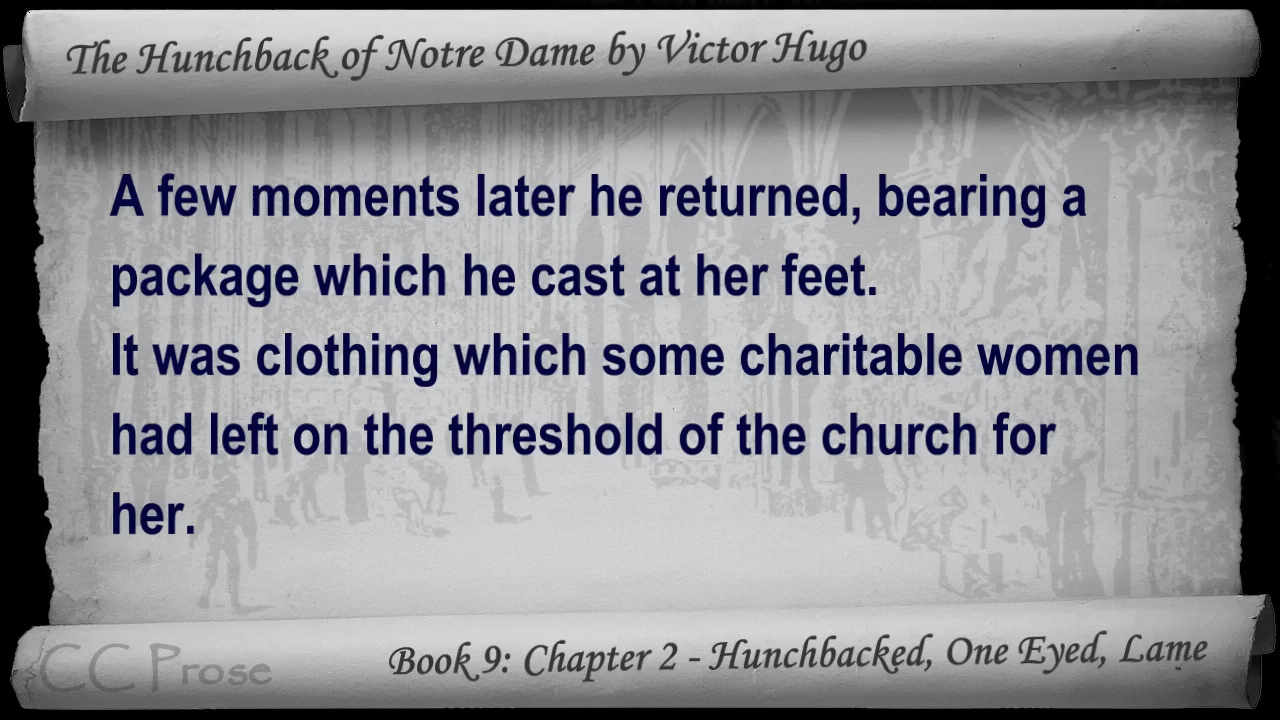 The Hunchback of Notre Dame by Victor Hugo
A few moments later he returned, bearing a
package which he cast at her feet.
It was clothing which some charitable women
had left on the threshold of the church for
her.
CC Prose
Book 9: Chapter 2 - Hunchbacked, One Eyed, Lame